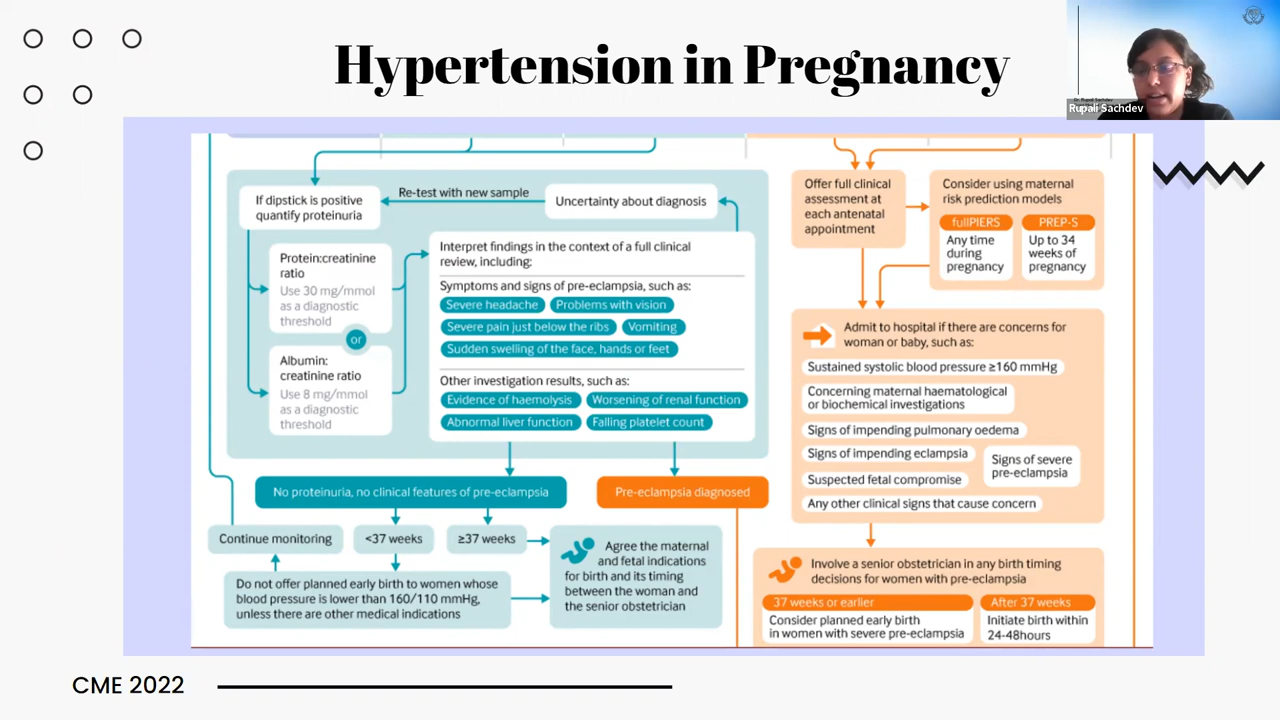 Hypertension in Pregnancy
Dr. Rupali Sachdev
Rupali Sachdev
If dipstick is positive
quantify proteinuria
Re-test with new sample
Uncertainty about diagnosis
Protein:creatinine
ratio
Use 30 mg/mmol
as a diagnostic
threshold
or
Albumin:
creatinine ratio
Use 8 mg/mmol
as a diagnostic
threshold
Interpret findings in the context of a full clinical
review, including:
Symptoms and signs of pre-eclampsia, such as:
Severe headache
Problems with vision
Severe pain just below the ribs
Vomiting
Sudden swelling of the face, hands or feet
Other investigation results, such as:
Evidence of haemolysis
Worsening of renal function
Abnormal liver function
Falling platelet count
No proteinuria, no clinical features of pre-eclampsia
Pre-eclampsia diagnosed
Continue monitoring
<37 weeks
≥37 weeks
Do not offer planned early birth to women whose
blood pressure is lower than 160/110 mmHg,
unless there are other medical indications
Agree the maternal
and fetal indications
for birth and its timing
between the woman and
the senior obstetrician
Offer full clinical
assessment at
each antenatal
appointment
Consider using maternal
risk prediction models
fullPIERS
Any time
during
pregnancy
PREP-S
Up to 34
weeks of
pregnancy
Admit to hospital if there are concerns for
woman or baby, such as:
Sustained systolic blood pressure ≥160 mmHg
Concerning maternal haematological
or biochemical investigations
Signs of impending pulmonary oedema
Signs of impending eclampsia
Signs of severe
pre-eclampsia
Suspected fetal compromise
Any other clinical signs that cause concern
Involve a senior obstetrician in any birth timing
decisions for women with pre-eclampsia
37 weeks or earlier
Consider planned early birth
in women with severe pre-eclampsia
After 37 weeks
Initiate birth within
24-48hours
CME 2022